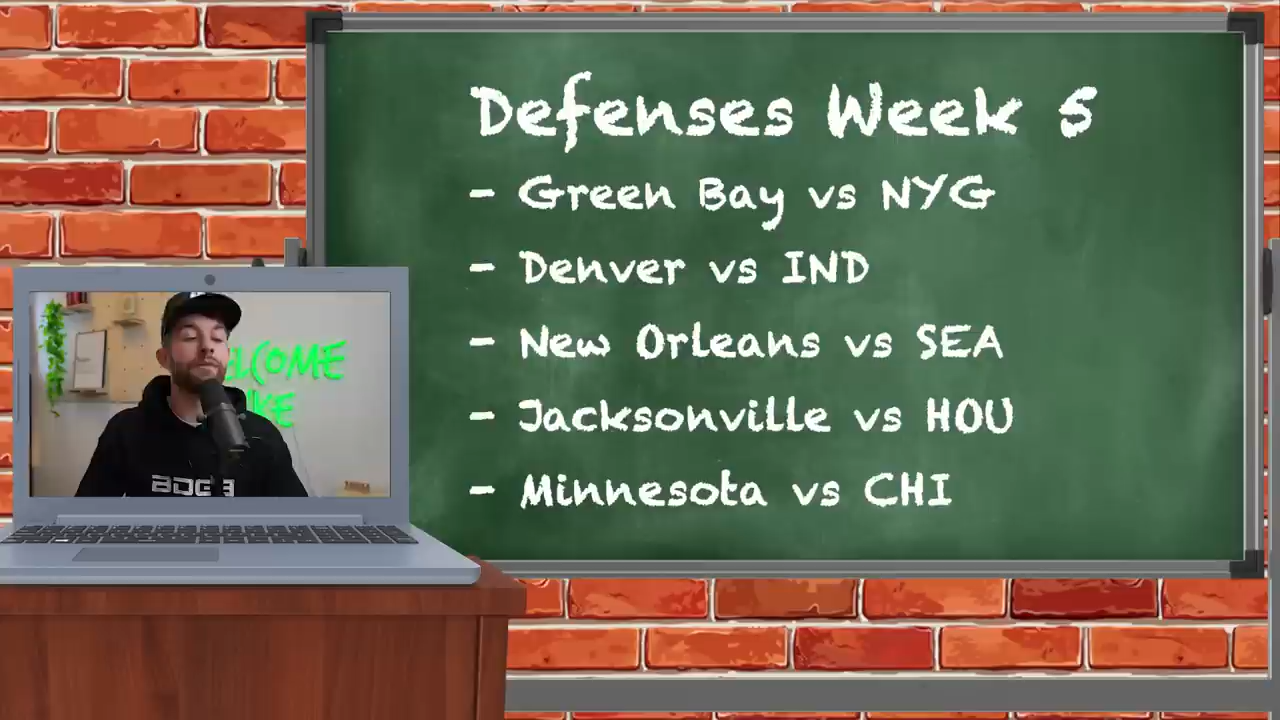 Defenses Week 5
- Green Bay vs NYG
- Denver vs IND
- New Orleans vs SEA
- Jacksonville vs HOU
- Minnesota vs CHI